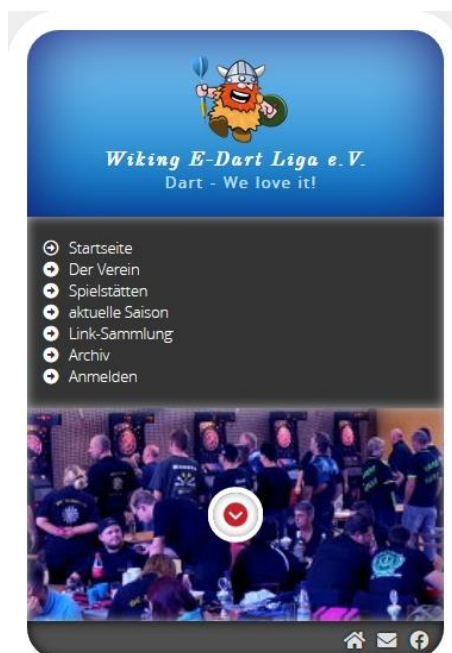 Wiking E-Dart Liga e.V.
Dart - We love it!
Startseite
Der Verein
Spielstätten
aktuelle Saison
Link-Sammlung
Archiv
Anmelden